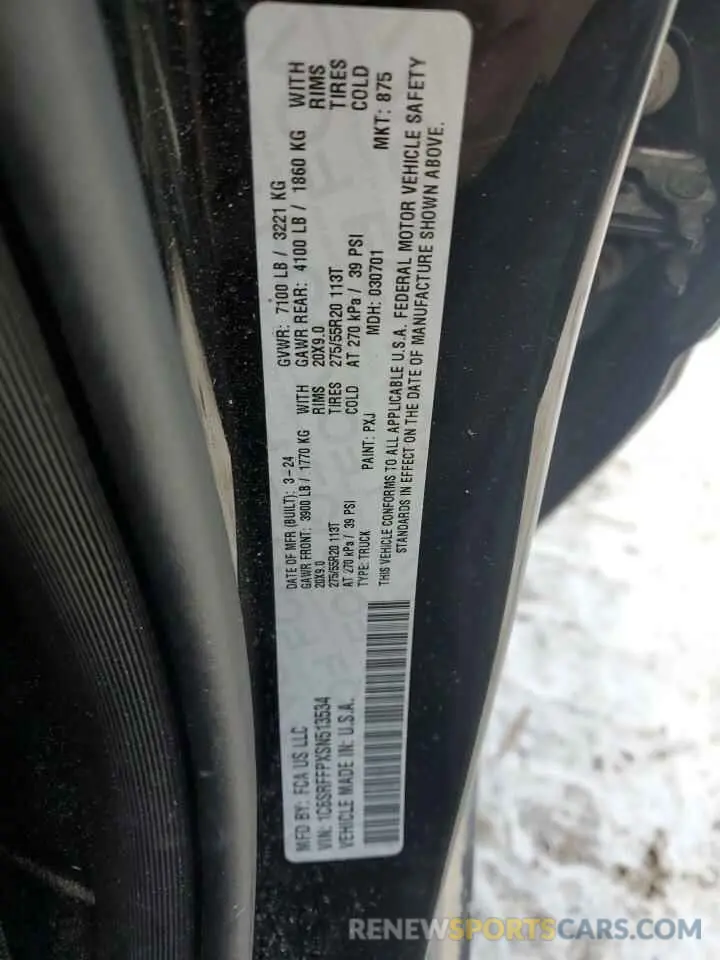 MFD BY: FCA US LLC
VIN: 1C6SRFFPXSN513534
VEHICLE MADE IN: U.S.A.
DATE OF MFR (BUILT): 3-24
GAWR FRONT: 3900 LB / 1770 KG WITH
20X9.0 RIMS
275/55R20 113T TIRES
AT 270 kPa / 39 PSI COLD
TYPE: TRUCK PAINT: PXJ
GVWR: 7100 LB / 3221 KG
GAWR REAR: 4100 LB / 1860 KG WITH
20X9.0 RIMS
275/55R20 113T TIRES
AT 270 kPa / 39 PSI COLD
MDH: 030701 MKT: 875
THIS VEHICLE CONFORMS TO ALL APPLICABLE U.S.A. FEDERAL MOTOR VEHICLE SAFETY
STANDARDS IN EFFECT ON THE DATE OF MANUFACTURE SHOWN ABOVE.
RENEWSPORTSCARS.COM